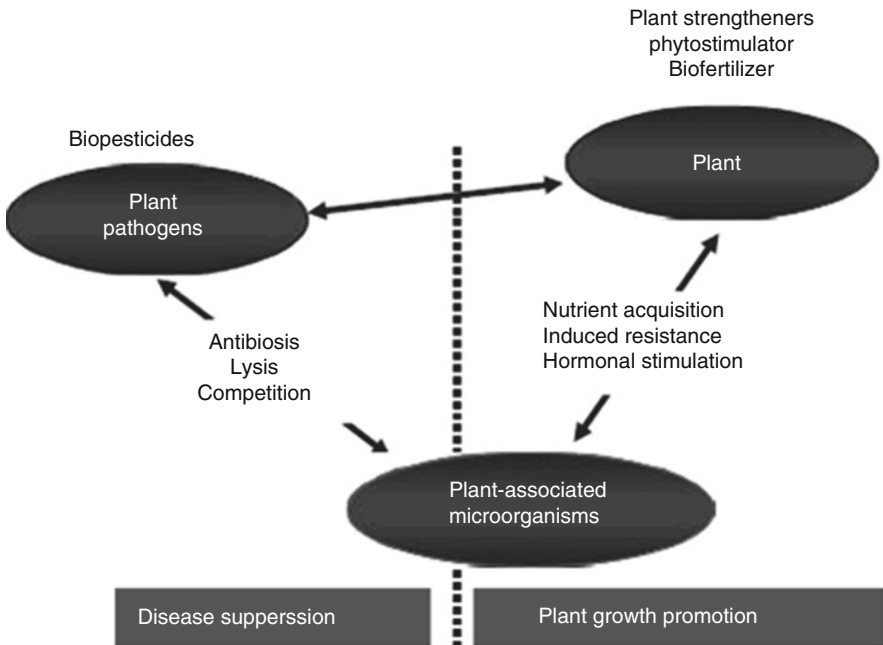 Plant strengtheners
phytostimulator
Biofertilizer
Biopesticides
Plant
Plant
pathogens
Nutrient acquisition
Induced resistance
Hormonal stimulation
Antibiosis
Lysis
Competition
Plant-associated
microorganisms
Disease supperssion
Plant growth promotion